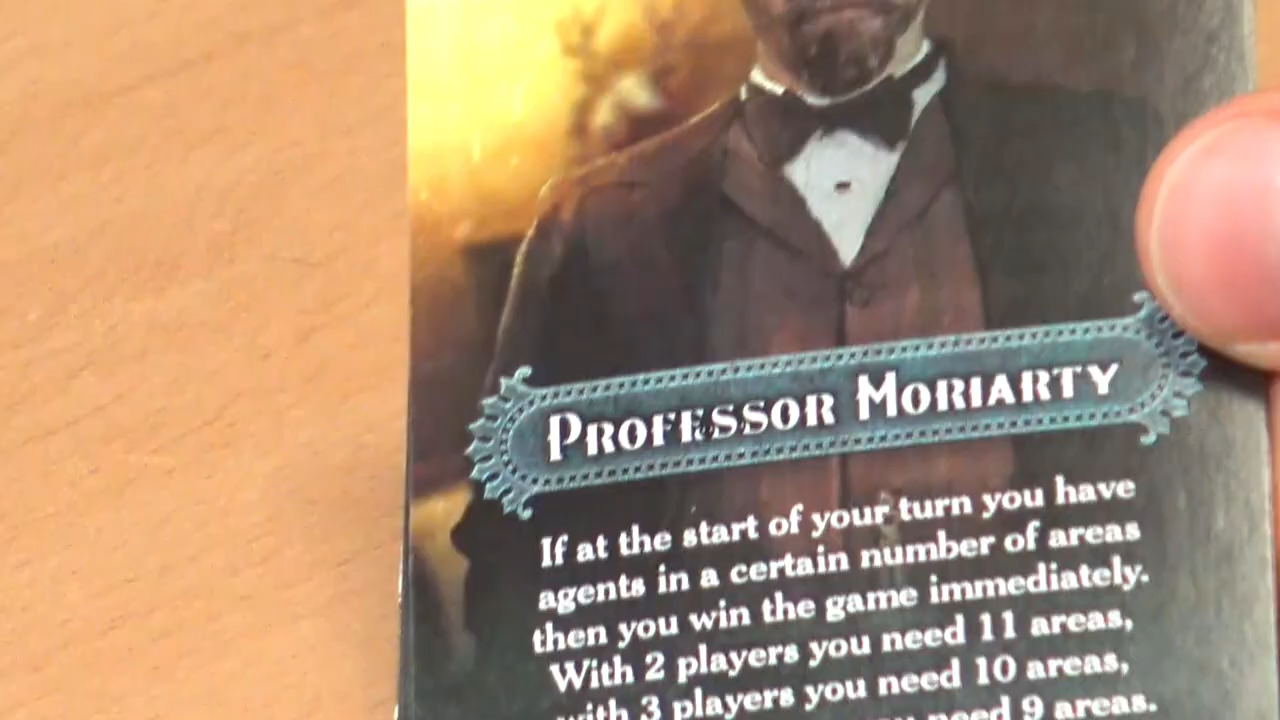 PROFESSOR MORIARTY
If at the start of your turn you have
agents in a certain number of areas
then you win the game immediately.
With 2 players you need 11 areas,
with 3 players you need 10 areas,
you need 9 areas.